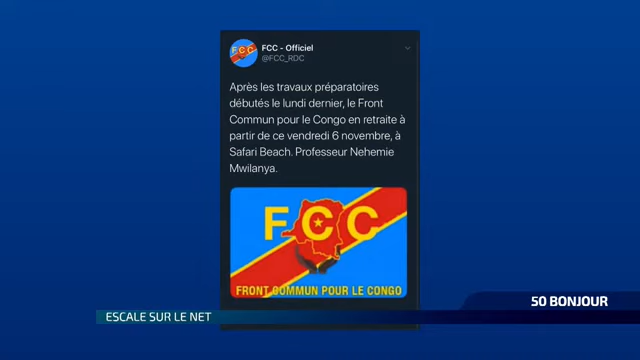 FCC
FCC - Officiel
@FCC_RDC
Après les travaux préparatoires
débutés le lundi dernier, le Front
Commun pour le Congo en retraite à
partir de ce vendredi 6 novembre, à
Safari Beach. Professeur Nehemie
Mwilanya.
FCC
FRONT COMMUN POUR LE CONGO
50 BONJOUR
ESCALE SUR LE NET